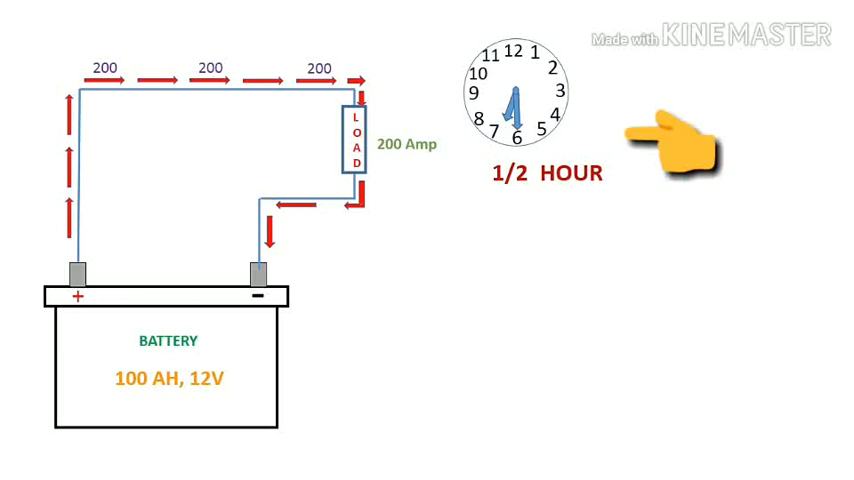 Made with KINEMASTER
200 200 200
LOAD
200 Amp
12
1
2
3
4
5
6
7
8
9
10
11
1/2 HOUR
+ -
BATTERY
100 AH, 12V